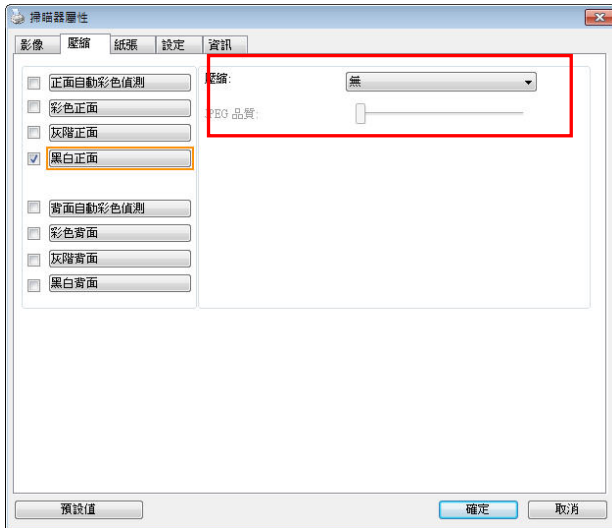 掃瞄器屬性
影像 壓縮 紙張 設定 資訊
正面自動彩色偵測
彩色正面
灰階正面
黑白正面
背面自動彩色偵測
彩色背面
灰階背面
黑白背面
壓縮: 無
JPEG 品質:
預設值 確定 取消